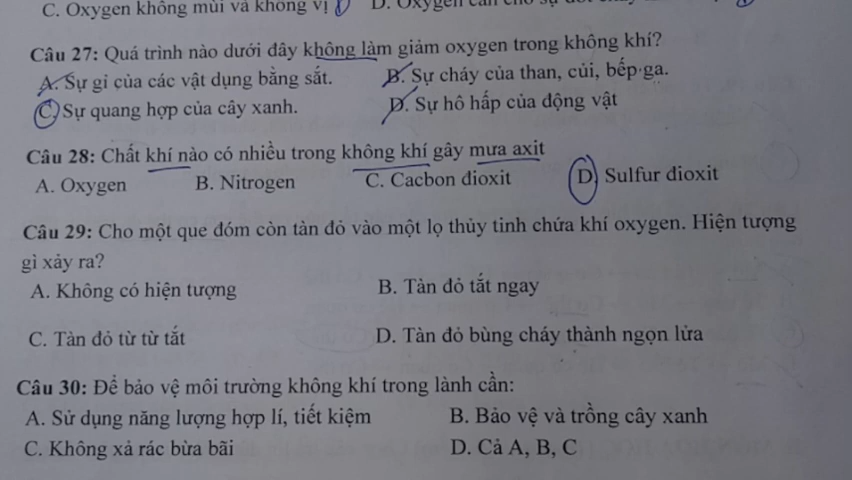 C. Oxygen không mùi và không vị D. Oxygen cần cho sự
Câu 27: Quá trình nào dưới đây không làm giảm oxygen trong không khí?
A. Sự gỉ của các vật dụng bằng sắt. B. Sự cháy của than, củi, bếp ga.
C. Sự quang hợp của cây xanh. D. Sự hô hấp của động vật
Câu 28: Chất khí nào có nhiều trong không khí gây mưa axit
A. Oxygen B. Nitrogen C. Cacbon đioxit D. Sulfur đioxit
Câu 29: Cho một que đóm còn tàn đỏ vào một lọ thủy tinh chứa khí oxygen. Hiện tượng
gì xảy ra?
A. Không có hiện tượng B. Tàn đỏ tắt ngay
C. Tàn đỏ từ từ tắt D. Tàn đỏ bùng cháy thành ngọn lửa
Câu 30: Để bảo vệ môi trường không khí trong lành cần:
A. Sử dụng năng lượng hợp lí, tiết kiệm B. Bảo vệ và trồng cây xanh
C. Không xả rác bừa bãi D. Cả A, B, C